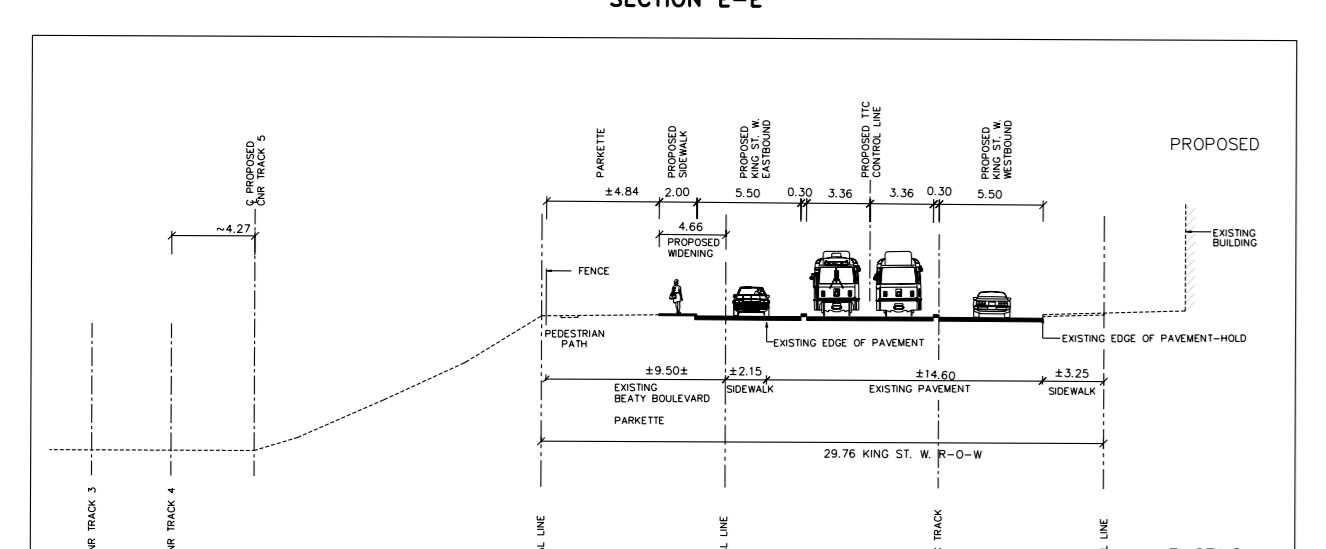 SECTION E-E
℄ PROPOSED
CNR TRACK 5
PARKETTE
PROPOSED
SIDEWALK
PROPOSED
KING ST. W.
EASTBOUND
PROPOSED TTC
CONTROL LINE
PROPOSED
KING ST. W.
WESTBOUND
PROPOSED
±4.84
2.00
5.50
0.30
3.36
3.36
0.30
5.50
~4.27
4.66
PROPOSED
WIDENING
EXISTING
BUILDING
FENCE
PEDESTRIAN
PATH
EXISTING EDGE OF PAVEMENT
EXISTING EDGE OF PAVEMENT-HOLD
±9.50±
±2.15
±14.60
±3.25
EXISTING
BEATY BOULEVARD
PARKETTE
SIDEWALK
EXISTING PAVEMENT
SIDEWALK
29.76 KING ST. W. R-O-W
NR TRACK 3
NR TRACK 4
LINE
LINE
TRACK
LINE